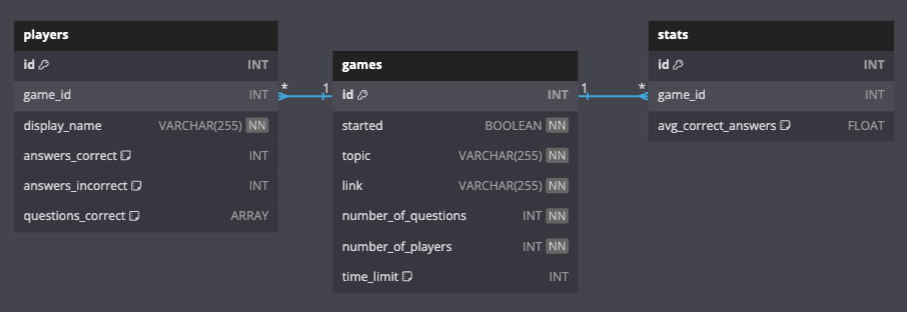 players
id INT
game_id INT
display_name VARCHAR(255) NN
answers_correct INT
answers_incorrect INT
questions_correct ARRAY
* 1
games
id INT
started BOOLEAN NN
topic VARCHAR(255) NN
link VARCHAR(255) NN
number_of_questions INT NN
number_of_players INT NN
time_limit INT
1 *
stats
id INT
game_id INT
avg_correct_answers FLOAT